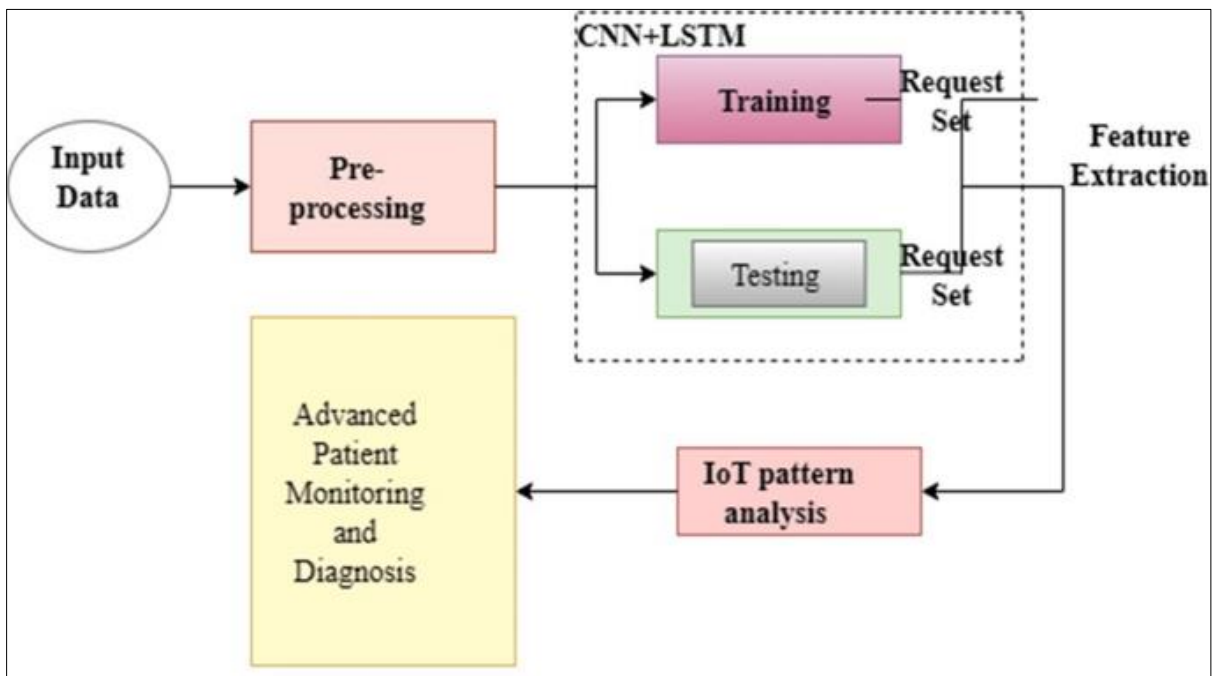 CNN+LSTM
Input
Data
Pre-
processing
Training
Request
Set
Testing
Request
Set
Feature
Extraction
IoT pattern
analysis
Advanced
Patient
Monitoring
and
Diagnosis